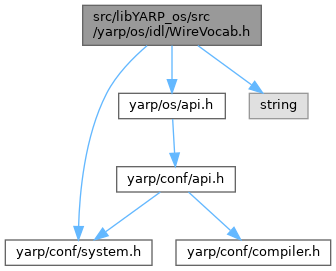 src/libYARP_os/src
/yarp/os/idl/WireVocab.h
yarp/os/api.h
string
yarp/conf/api.h
yarp/conf/system.h
yarp/conf/compiler.h